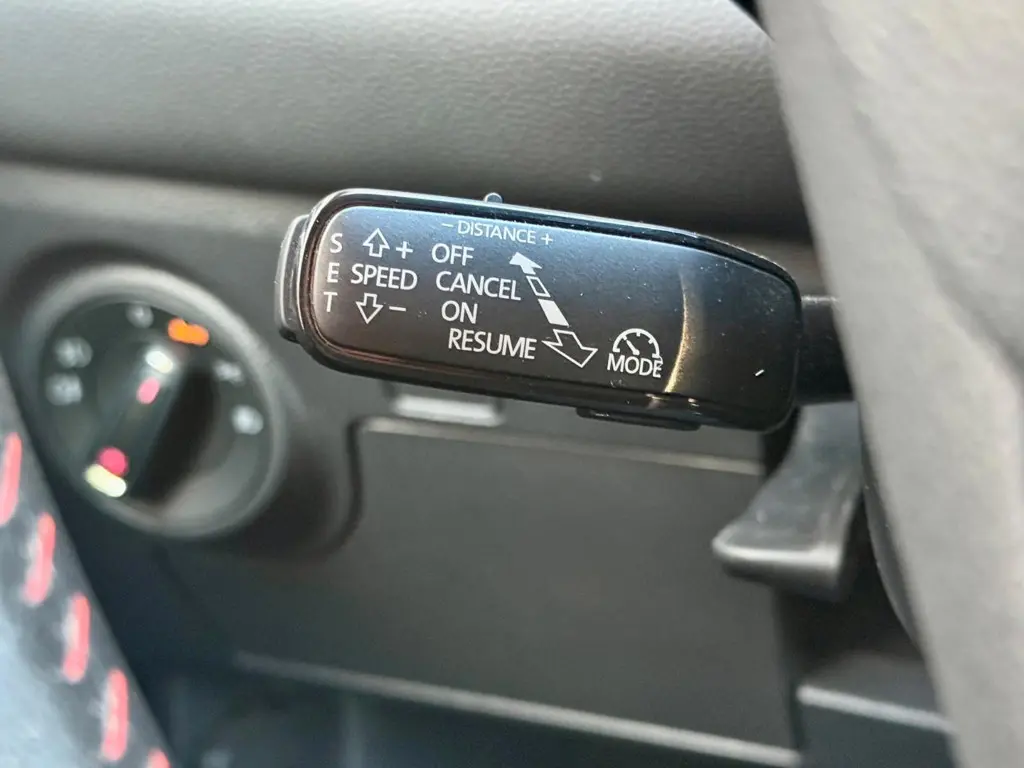 − DISTANCE +
S + OFF
E SPEED CANCEL
T − ON
RESUME
MODE